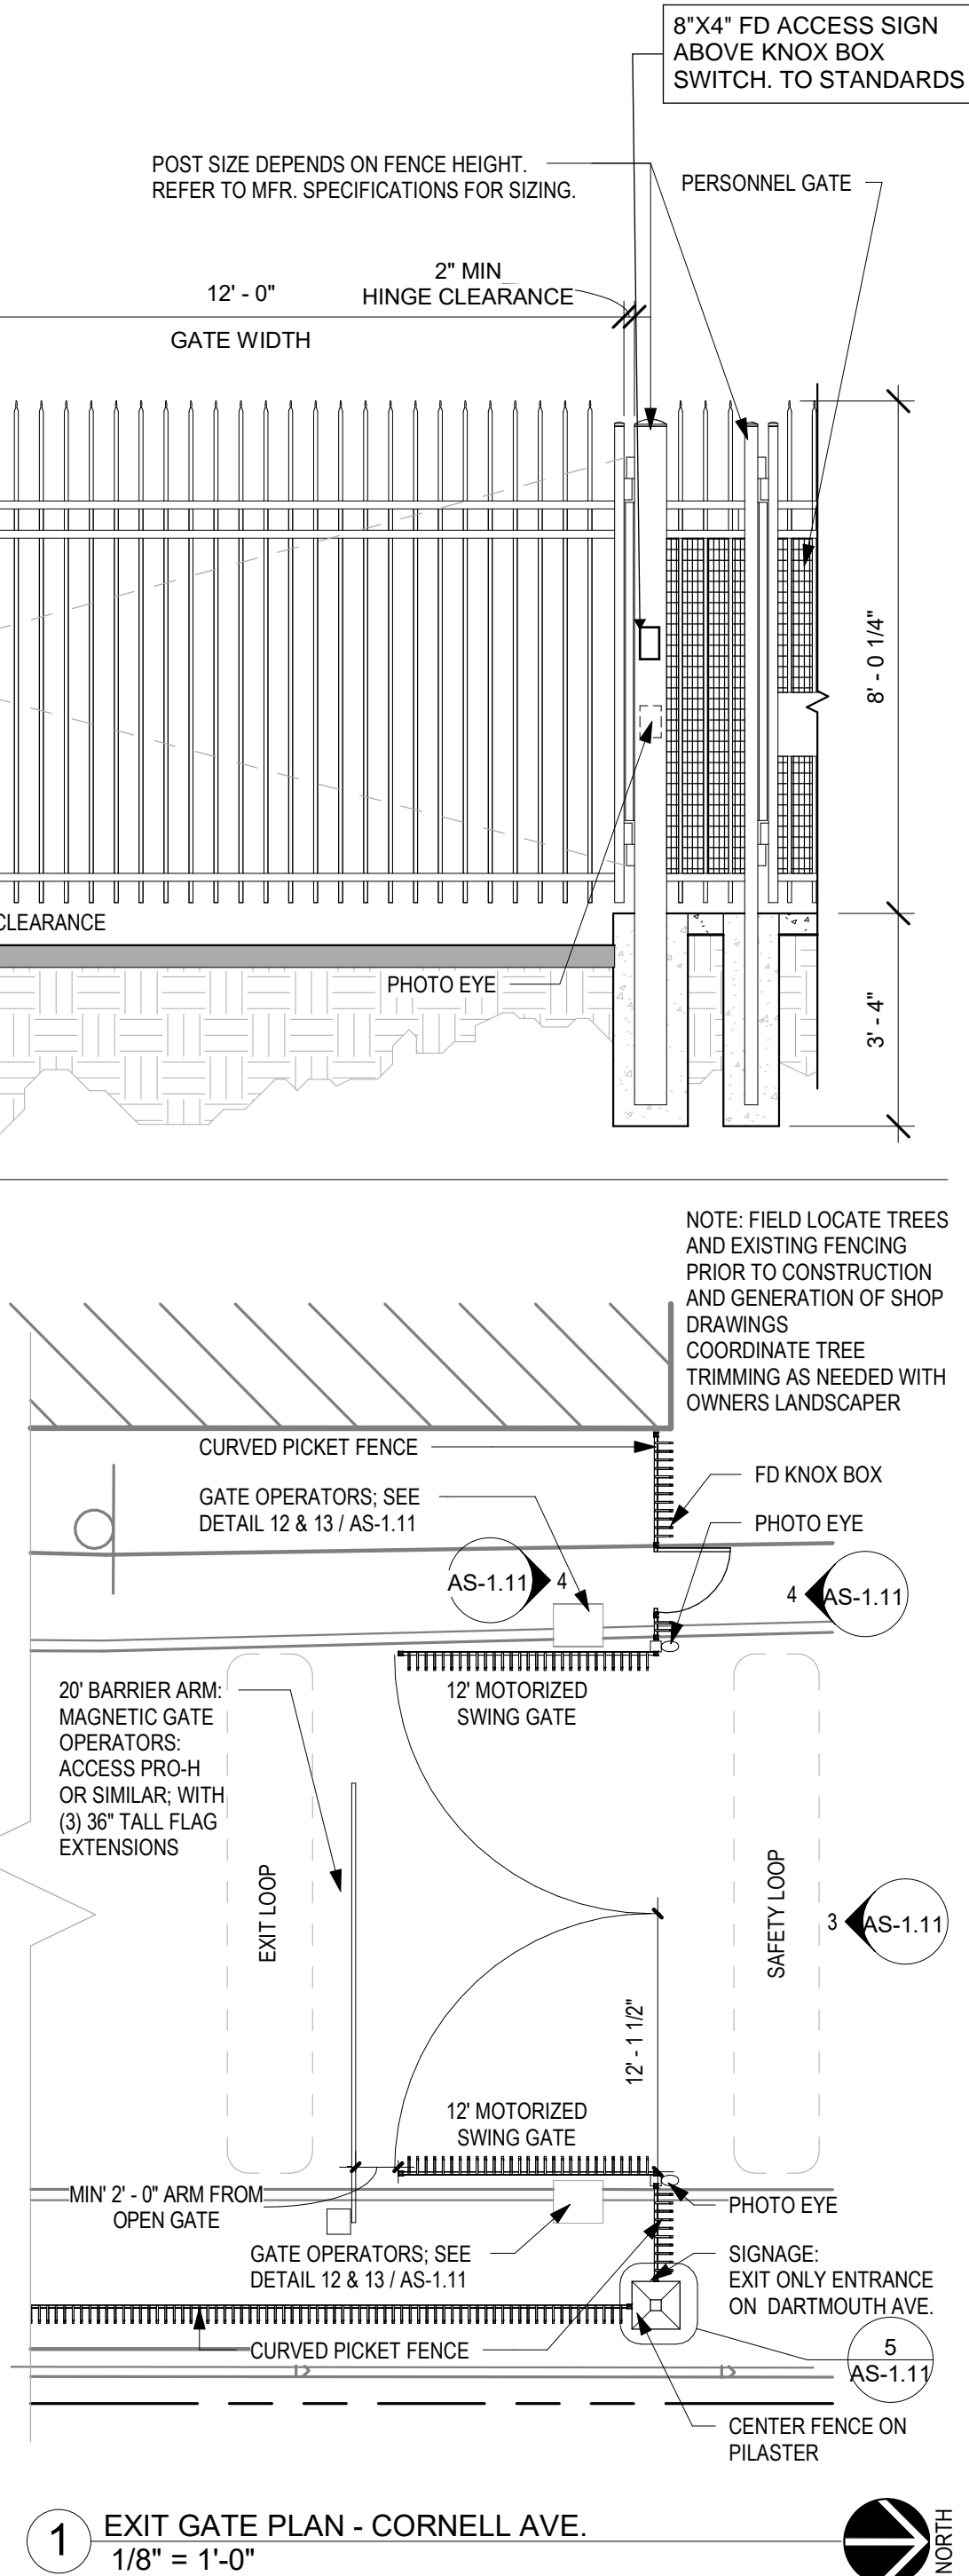 8"X4" FD ACCESS SIGN
ABOVE KNOX BOX
SWITCH. TO STANDARDS
POST SIZE DEPENDS ON FENCE HEIGHT.
REFER TO MFR. SPECIFICATIONS FOR SIZING.
PERSONNEL GATE
2" MIN
HINGE CLEARANCE
12' - 0"
GATE WIDTH
8' - 0 1/4"
CLEARANCE
PHOTO EYE
3' - 4"
NOTE: FIELD LOCATE TREES
AND EXISTING FENCING
PRIOR TO CONSTRUCTION
AND GENERATION OF SHOP
DRAWINGS
COORDINATE TREE
TRIMMING AS NEEDED WITH
OWNERS LANDSCAPER
CURVED PICKET FENCE
FD KNOX BOX
GATE OPERATORS; SEE
DETAIL 12 & 13 / AS-1.11
PHOTO EYE
AS-1.11
4
4
AS-1.11
12' MOTORIZED
SWING GATE
20' BARRIER ARM:
MAGNETIC GATE
OPERATORS:
ACCESS PRO-H
OR SIMILAR; WITH
(3) 36" TALL FLAG
EXTENSIONS
EXIT LOOP
SAFETY LOOP
3
AS-1.11
12' - 1 1/2"
12' MOTORIZED
SWING GATE
MIN' 2' - 0" ARM FROM
OPEN GATE
PHOTO EYE
GATE OPERATORS; SEE
DETAIL 12 & 13 / AS-1.11
SIGNAGE:
EXIT ONLY ENTRANCE
ON DARTMOUTH AVE.
CURVED PICKET FENCE
5
AS-1.11
CENTER FENCE ON
PILASTER
1
EXIT GATE PLAN - CORNELL AVE.
1/8" = 1'-0"
NORTH